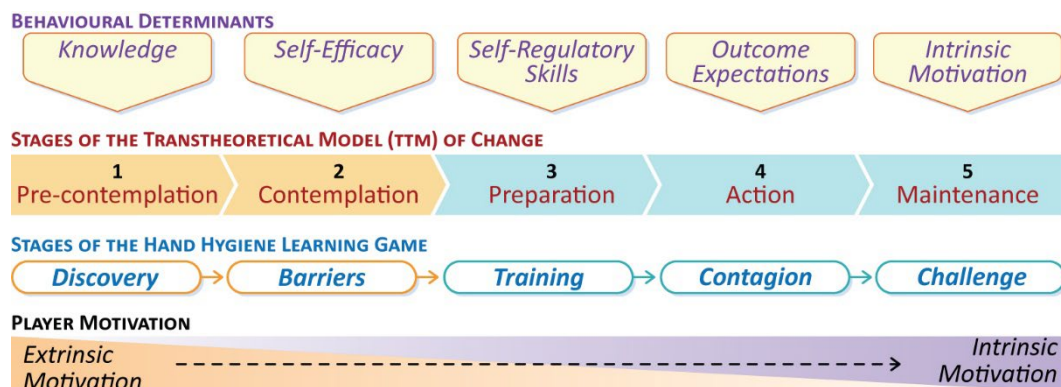 BEHAVIOURAL DETERMINANTS
Knowledge
Self-Efficacy
Self-Regulatory
Skills
Outcome
Expectations
Intrinsic
Motivation
STAGES OF THE TRANSTHEORETICAL MODEL (TTM) OF CHANGE
1
Pre-contemplation
2
Contemplation
3
Preparation
4
Action
5
Maintenance
STAGES OF THE HAND HYGIENE LEARNING GAME
Discovery
Barriers
Training
Contagion
Challenge
PLAYER MOTIVATION
Extrinsic
Motivation
Intrinsic
Motivation